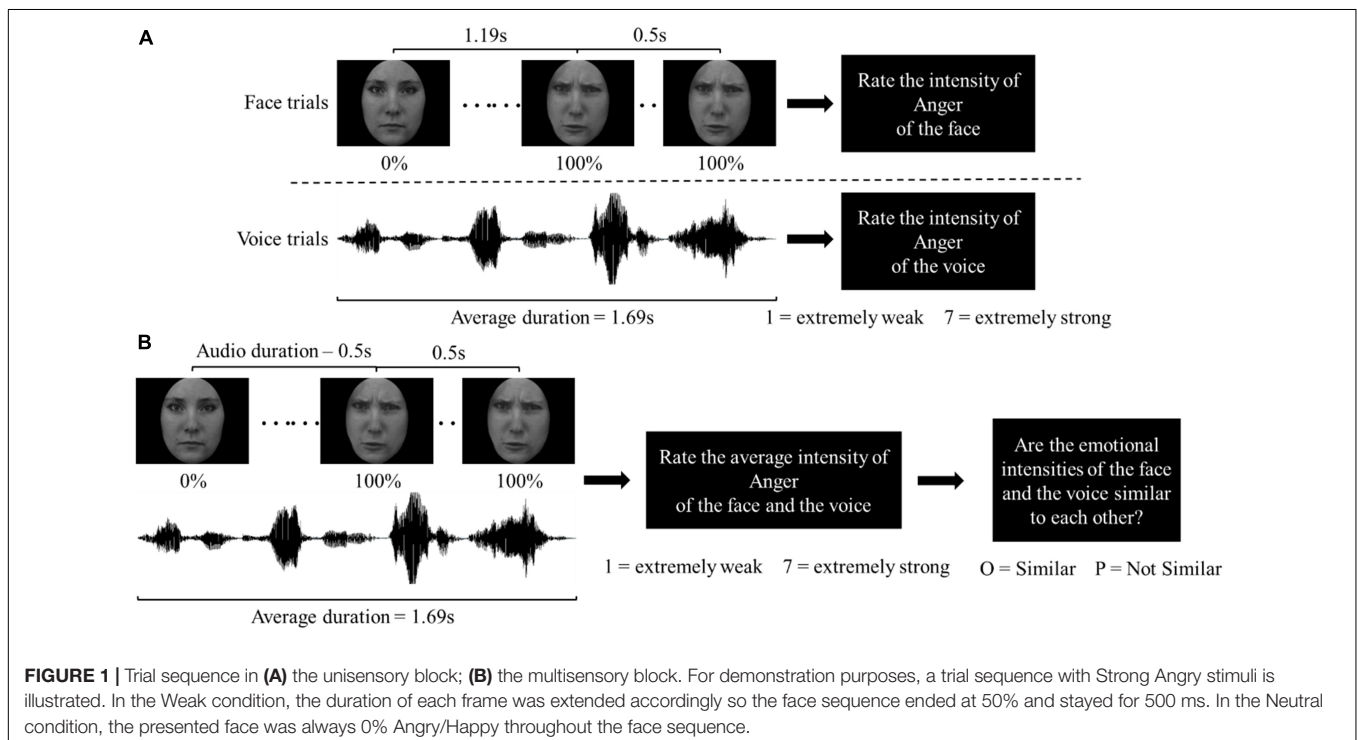 A
1.19s 0.5s
Face trials
0% 100% 100%
Rate the intensity of
Anger
of the face
Voice trials
Rate the intensity of
Anger
of the voice
Average duration = 1.69s 1 = extremely weak 7 = extremely strong
B
Audio duration – 0.5s 0.5s
0% 100% 100%
Rate the average intensity of
Anger
of the face and the voice
1 = extremely weak 7 = extremely strong
Are the emotional
intensities of the face
and the voice similar
to each other?
O = Similar P = Not Similar
Average duration = 1.69s
FIGURE 1 | Trial sequence in (A) the unisensory block; (B) the multisensory block. For demonstration purposes, a trial sequence with Strong Angry stimuli is
illustrated. In the Weak condition, the duration of each frame was extended accordingly so the face sequence ended at 50% and stayed for 500 ms. In the Neutral
condition, the presented face was always 0% Angry/Happy throughout the face sequence.